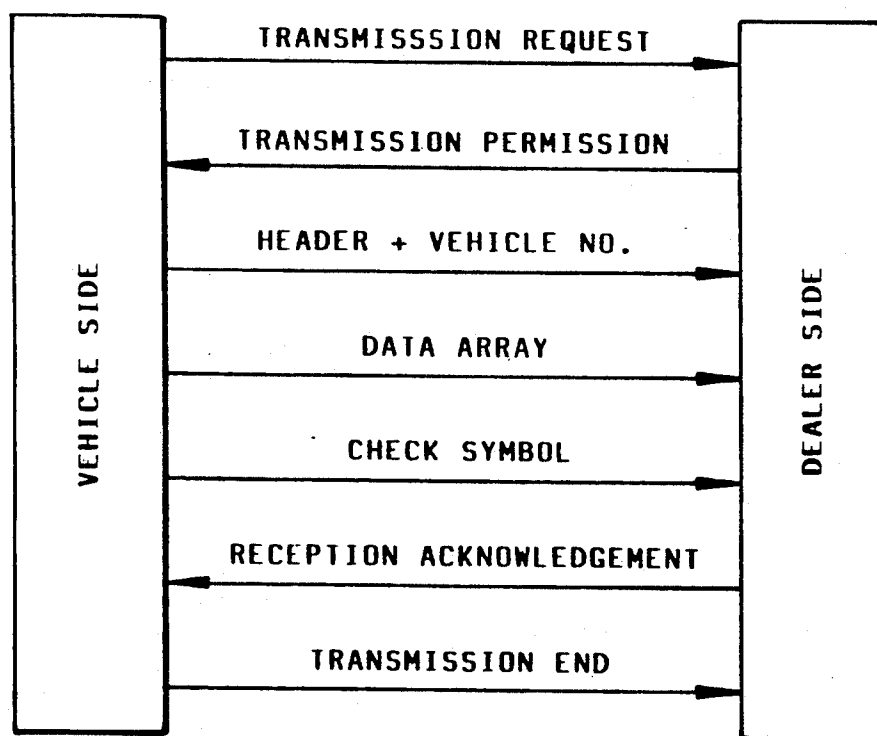 TRANSMISSSION REQUEST
TRANSMISSION PERMISSION
HEADER + VEHICLE NO.
DATA ARRAY
CHECK SYMBOL
RECEPTION ACKNOWLEDGEMENT
TRANSMISSION END
VEHICLE SIDE
DEALER SIDE